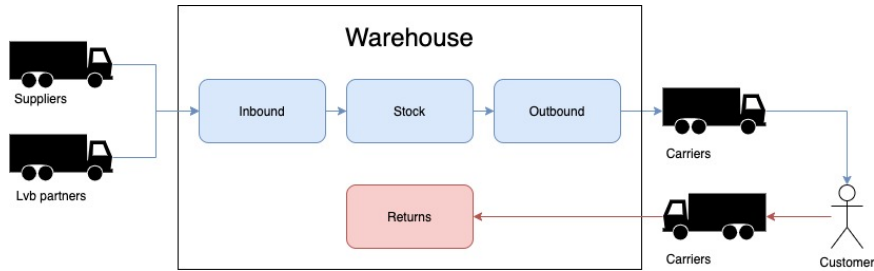 Warehouse
Suppliers
Lvb partners
Inbound
Stock
Outbound
Carriers
Returns
Carriers
Customer